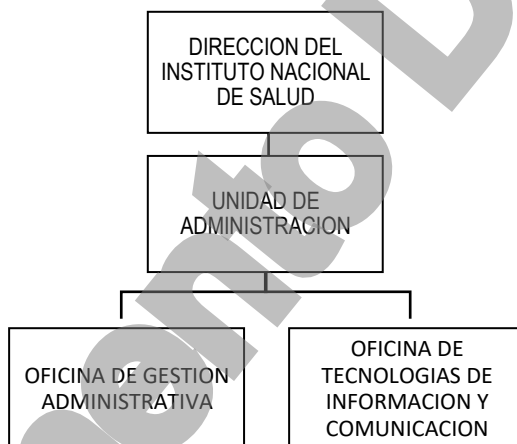 DIRECCION DEL
INSTITUTO NACIONAL
DE SALUD
UNIDAD DE
ADMINISTRACION
OFICINA DE GESTION
ADMINISTRATIVA
OFICINA DE
TECNOLOGIAS DE
INFORMACION Y
COMUNICACION
ento